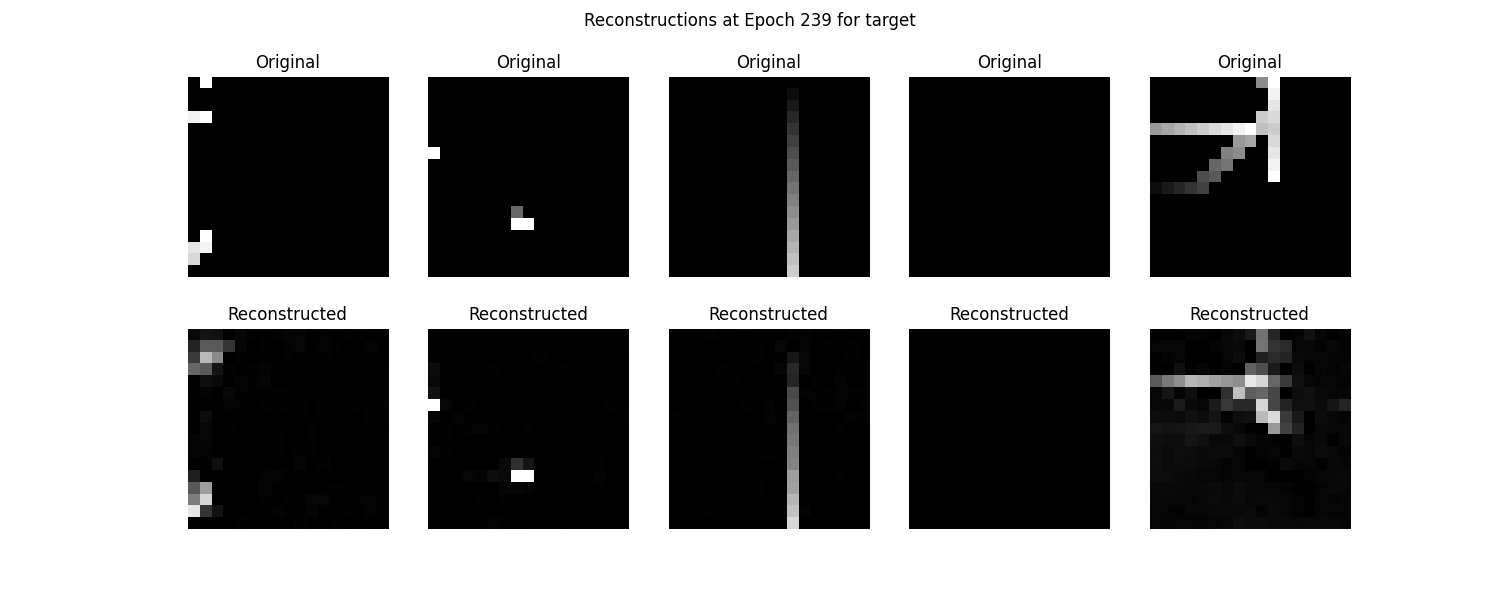 Reconstructions at Epoch 239 for target
Original Original Original Original Original
Reconstructed Reconstructed Reconstructed Reconstructed Reconstructed